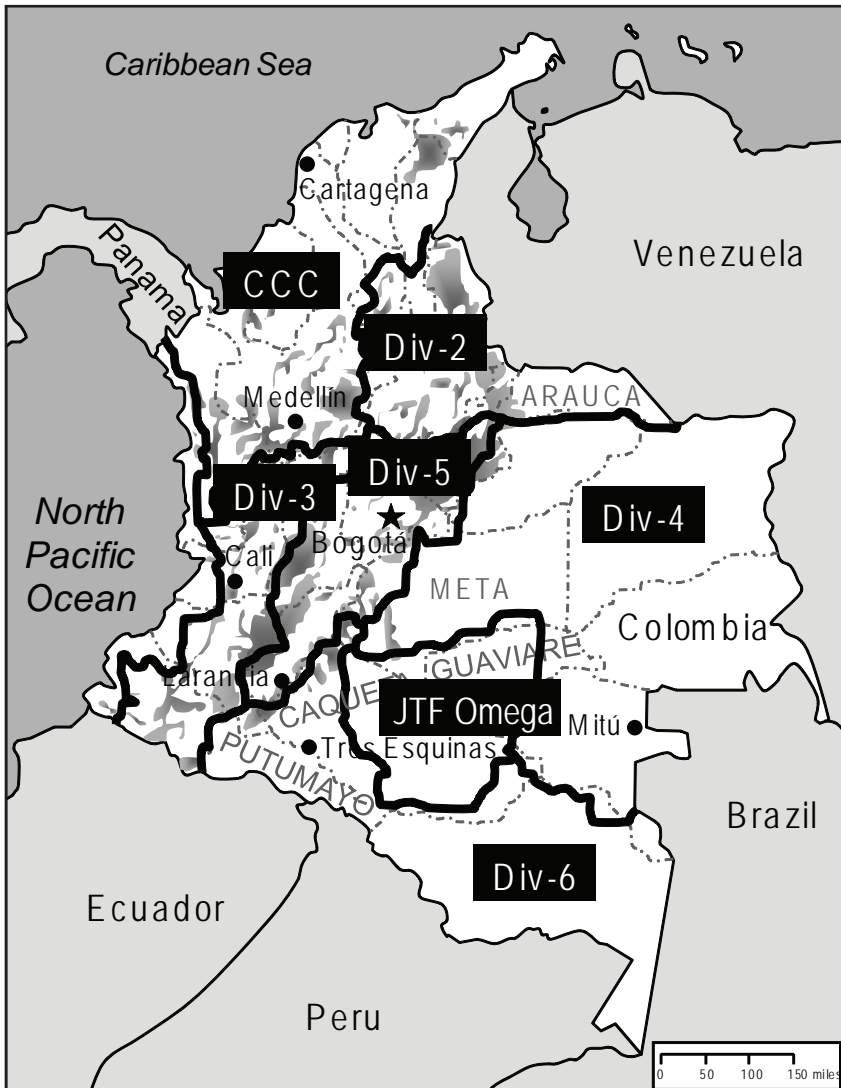 Caribbean Sea
Cartagena
Panama
Venezuela
CCC
Div-2
Medellín
ARAUCA
Div-5
Div-3
Div-4
North
Pacific
Ocean
Bogotá
Cali
META
Colombia
Larandia
GUAVIARE
CAQUETÁ
JTF Omega
Mitú
Tres Esquinas
PUTUMAYO
Brazil
Div-6
Ecuador
Peru
0 50 100 150 miles